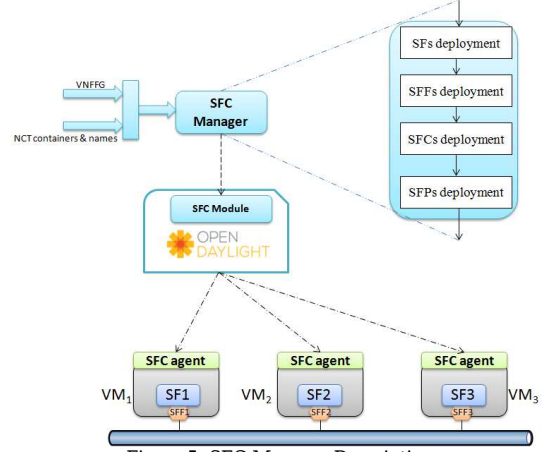 VNFFG
NCT containers & names
SFC
Manager
SFs deployment
SFFs deployment
SFCs deployment
SFPs deployment
SFC Module
OPEN
DAYLIGHT
SFC agent
SFC agent
SFC agent
VM1
SF1
SFF1
VM2
SF2
SFF2
SF3
SFF3
VM3